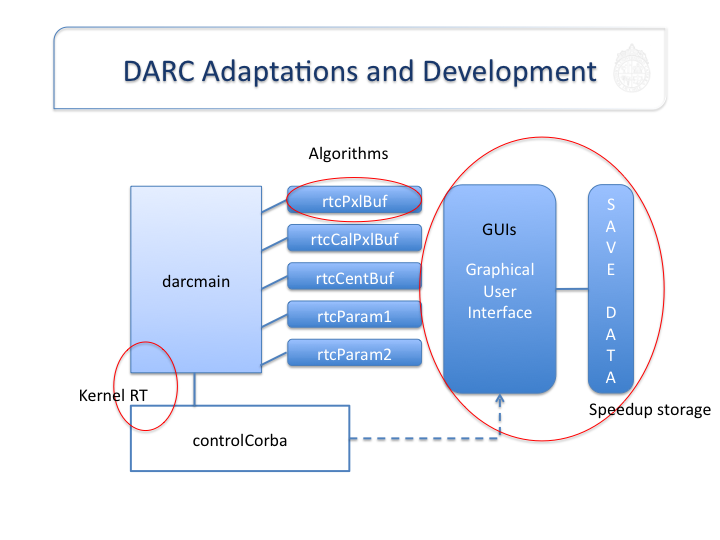 DARC Adaptations and Development
Algorithms
darcmain
rtcPxlBuf
rtcCalPxlBuf
rtcCentBuf
rtcParam1
rtcParam2
GUIs
Graphical
User
Interface
S
A
V
E
D
A
T
A
Kernel RT
Speedup storage
controlCorba